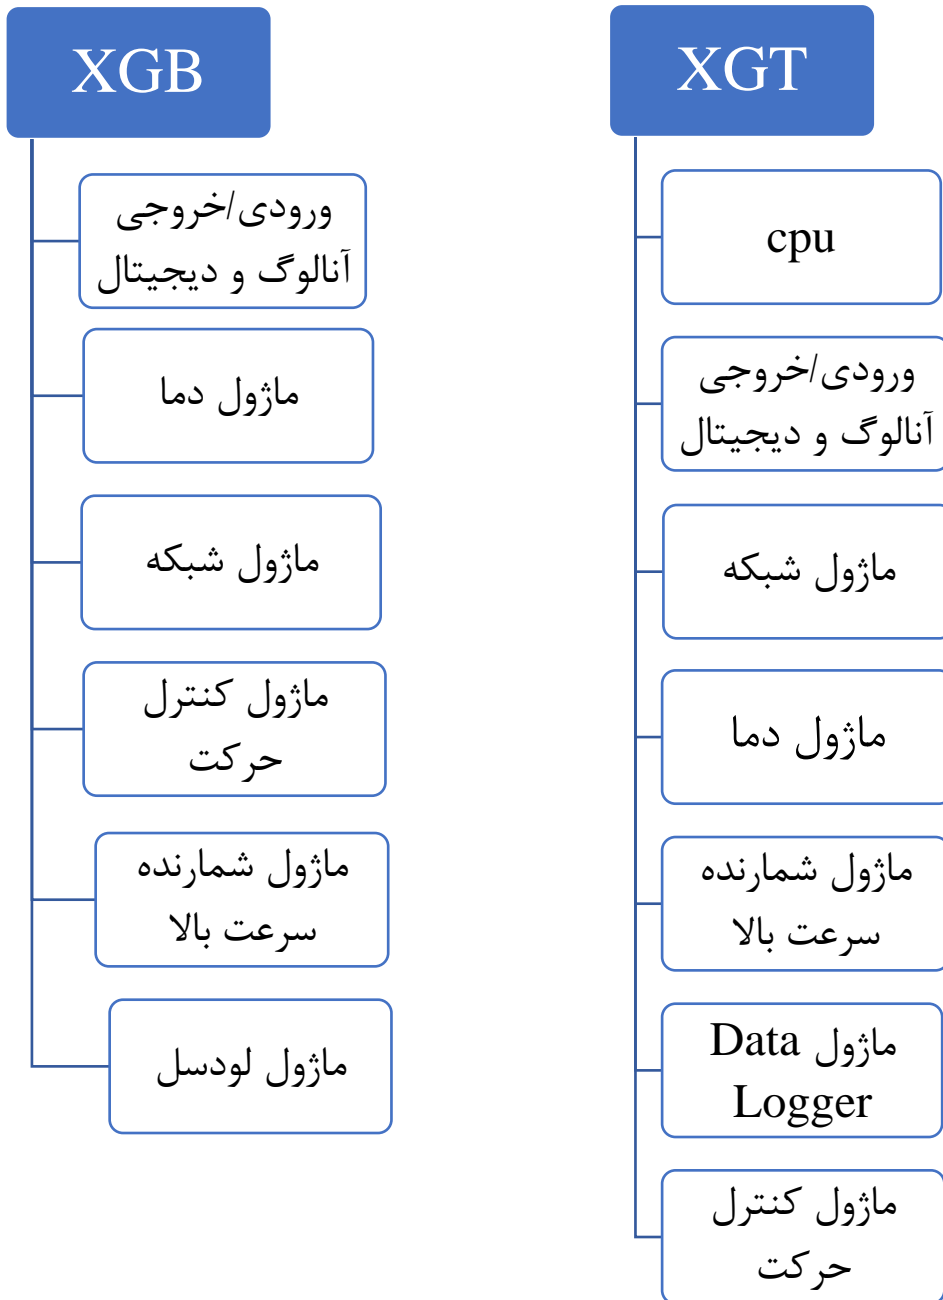 XGB
ورودی/خروجی
آنالوگ و دیجیتال
ماژول دما
ماژول شبکه
ماژول کنترل
حرکت
ماژول شمارنده
سرعت بالا
ماژول لودسل
XGT
cpu
ورودی/خروجی
آنالوگ و دیجیتال
ماژول شبکه
ماژول دما
ماژول شمارنده
سرعت بالا
ماژول Data
Logger
ماژول کنترل
حرکت